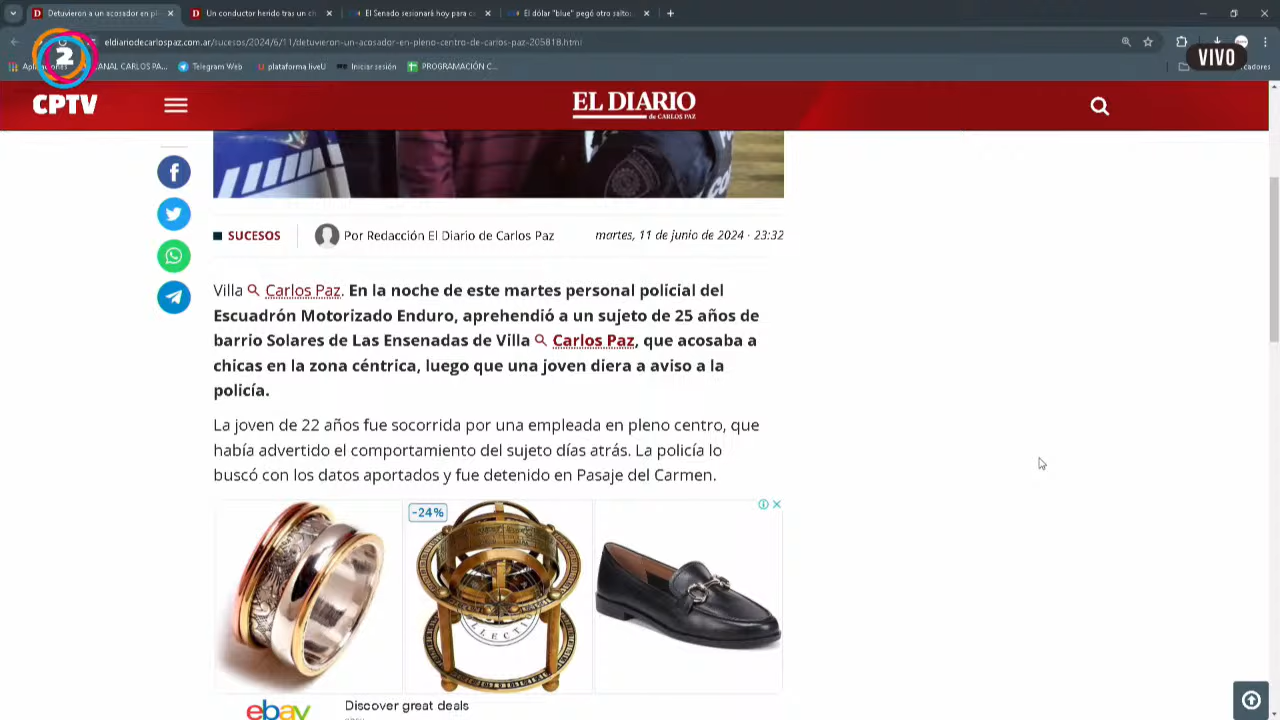 Detuvieron a un acosador en pl
Un conductor herido tras un ch
El Senado sesionará hoy para c
El dólar "blue" pegó otro salto:
eldiariodecarlospaz.com.ar/sucesos/2024/6/11/detuvieron-un-acosador-en-pleno-centro-de-carlos-paz-205818.html
ANAL CARLOS PA...
Telegram Web
plataforma liveU
Iniciar sesión
PROGRAMACIÓN C...
cadores
2
CPTV
VIVO
EL DIARIO
de CARLOS PAZ
SUCESOS
Por Redacción El Diario de Carlos Paz
martes, 11 de junio de 2024 · 23:32
Villa Carlos Paz. En la noche de este martes personal policial del
Escuadrón Motorizado Enduro, aprehendió a un sujeto de 25 años de
barrio Solares de Las Ensenadas de Villa Carlos Paz, que acosaba a
chicas en la zona céntrica, luego que una joven diera a aviso a la
policía.
La joven de 22 años fue socorrida por una empleada en pleno centro, que
había advertido el comportamiento del sujeto días atrás. La policía lo
buscó con los datos aportados y fue detenido en Pasaje del Carmen.
-24%
ebay
Discover great deals